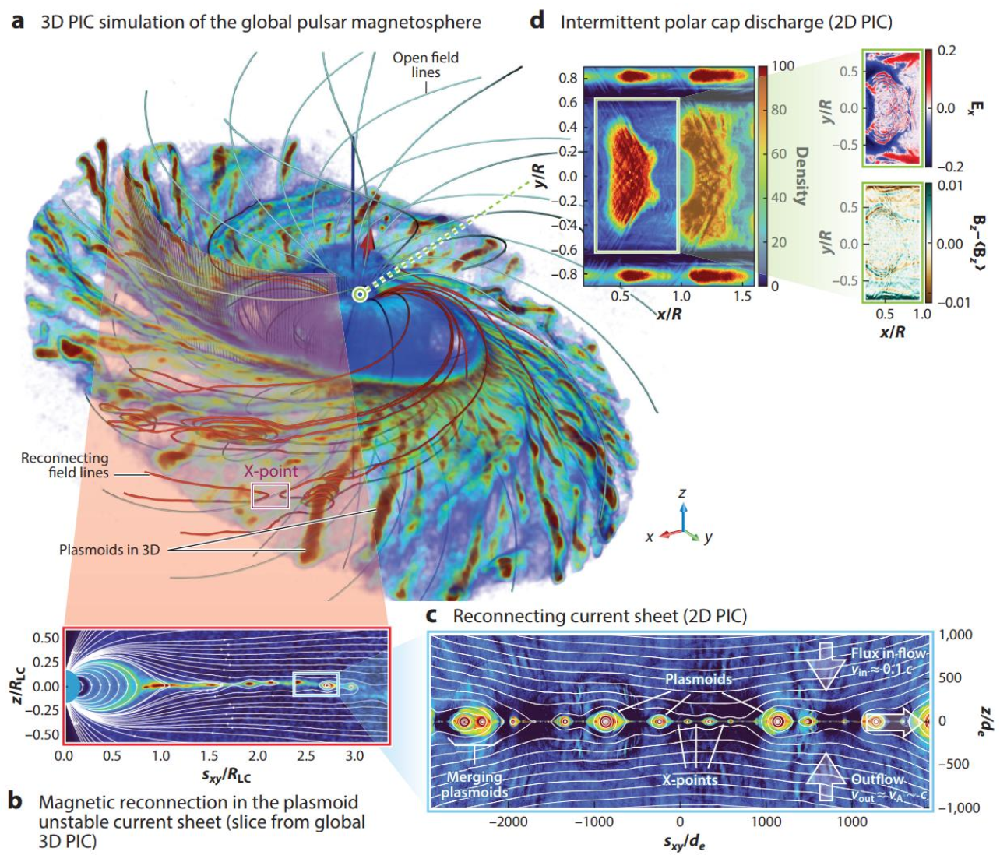 a 3D PIC simulation of the global pulsar magnetosphere
Open field
lines
Reconnecting
field lines
X-point
Plasmoids in 3D
z
x
y
d Intermittent polar cap discharge (2D PIC)
y/R
0.8
0.6
0.4
0.2
0.0
−0.2
−0.4
−0.6
−0.8
0.5
1.0
1.5
x/R
100
80
60
40
20
0
Density
y/R
0.5
0.0
−0.5
0.2
0.0
−0.2
Ex
y/R
0.5
0.0
−0.5
0.5
1.0
x/R
0.01
0.00
−0.01
Bz−⟨Bz⟩
z/RLC
0.50
0.25
0.00
−0.25
−0.50
0.0
0.5
1.0
1.5
2.0
2.5
3.0
sxy/RLC
b Magnetic reconnection in the plasmoid
unstable current sheet (slice from global
3D PIC)
c Reconnecting current sheet (2D PIC)
Plasmoids
Flux in-flow
vin ≈ 0.1 c
Merging
plasmoids
X-points
Outflow
vout ≈ vA ~ c
1,000
500
0
−500
−1,000
z/de
−2000
−1000
0
1000
1000
sxy/de